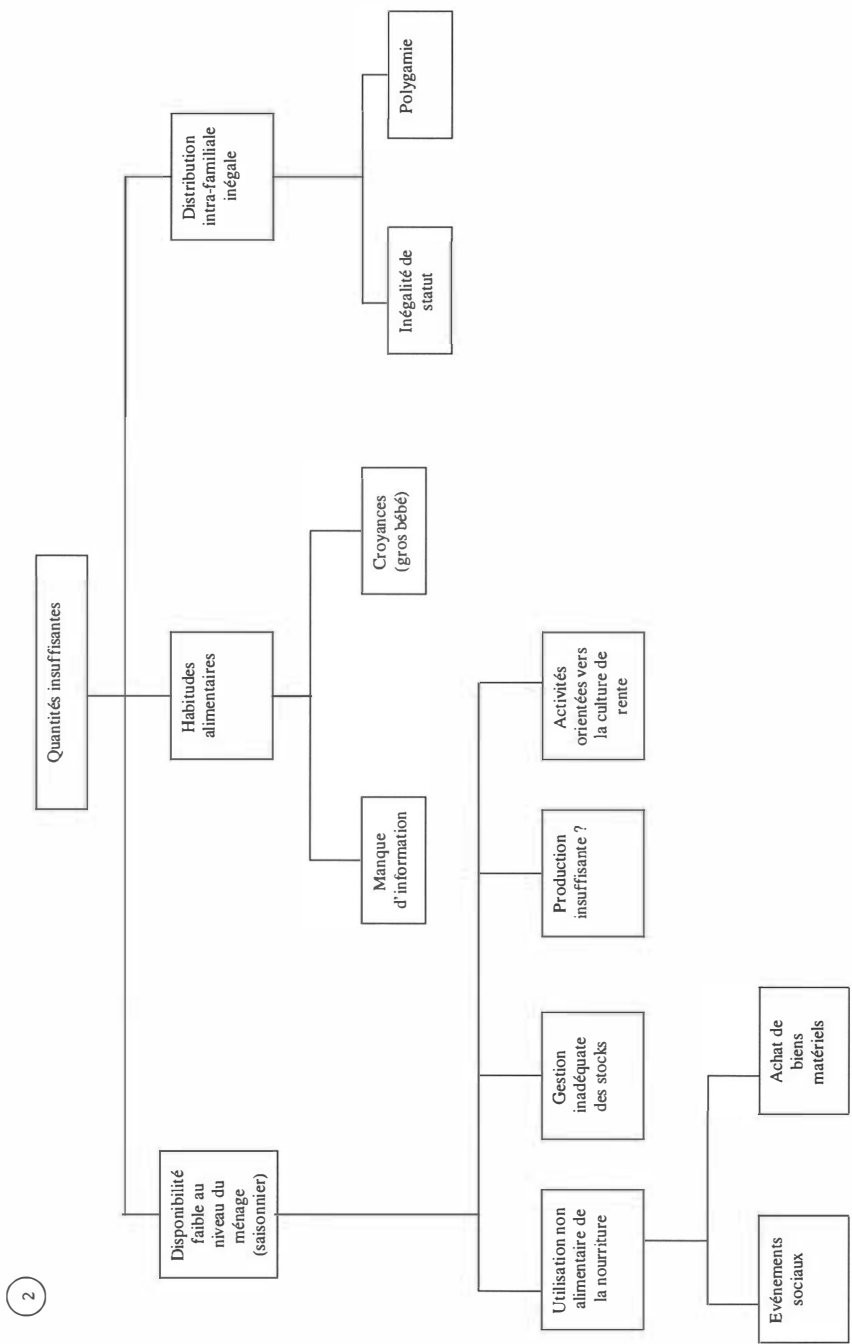 2
Quantités insuffisantes
Disponibilité
faible au
niveau du
ménage
(saisonnier)
Habitudes
alimentaires
Distribution
intra-familiale
inégale
Manque
d'information
Croyances
(gros bébé)
Inégalité de
statut
Polygamie
Utilisation non
alimentaire de
la nourriture
Gestion
inadéquate
des stocks
Production
insuffisante ?
Activités
orientées vers
la culture de
rente
Evénements
sociaux
Achat de
biens
matériels